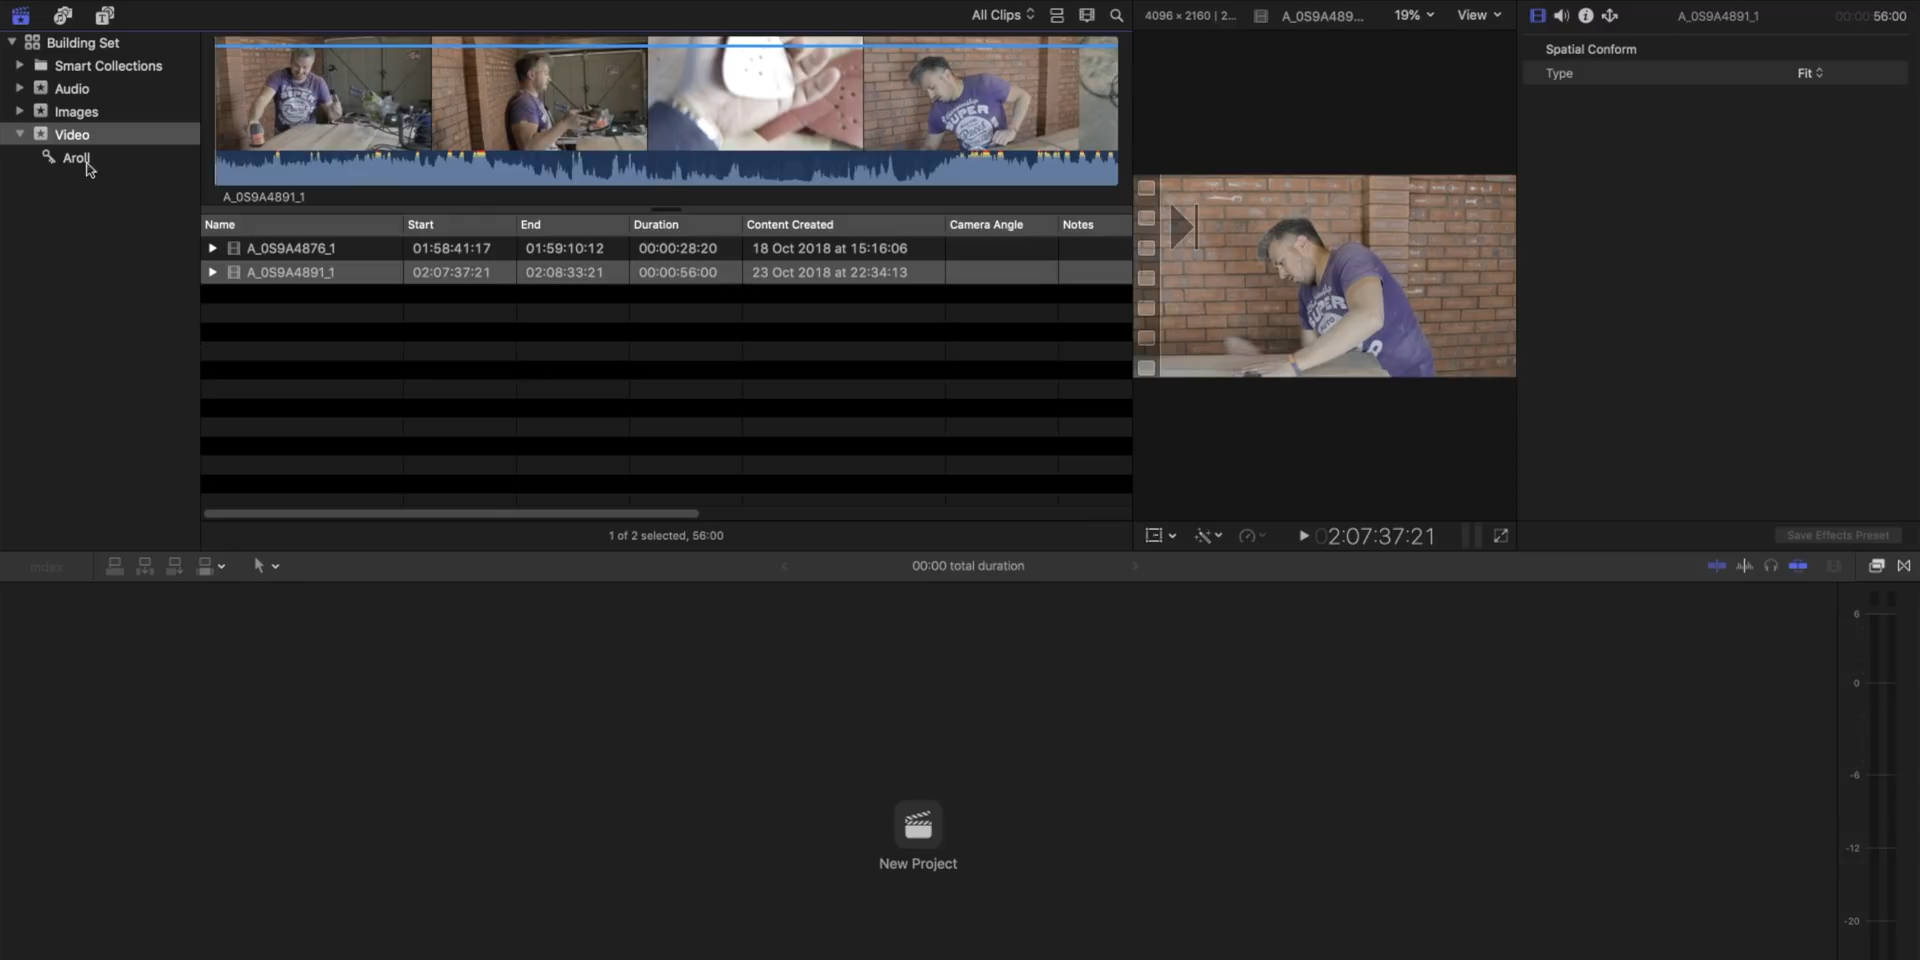 All Clips
4096 × 2160 | 2...
A_0S9A489...
19%
View
A_0S9A4891_1
00:00:56:00
Building Set
Smart Collections
Audio
Images
Video
Aroll
Spatial Conform
Type
Fit
SUPER
SUPER
AUTO
A_0S9A4891_1
Name
Start
End
Duration
Content Created
Camera Angle
Notes
A_0S9A4876_1
01:58:41:17
01:59:10:12
00:00:28:20
18 Oct 2018 at 15:16:06
A_0S9A4891_1
02:07:37:21
02:08:33:21
00:00:56:00
23 Oct 2018 at 22:34:13
1 of 2 selected, 56:00
02:07:37:21
Save Effects Preset
Index
00:00 total duration
6
0
-6
-12
-20
New Project